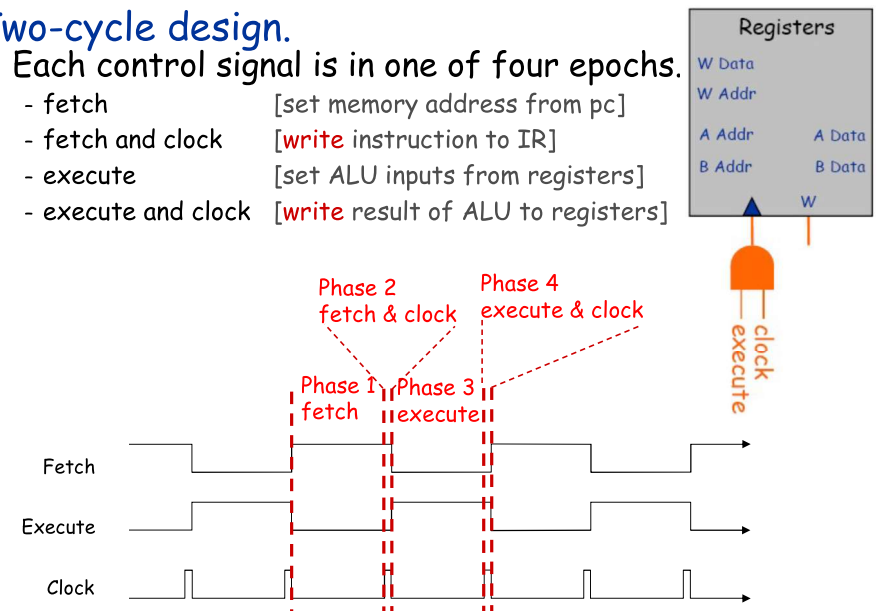 Two-cycle design.
Each control signal is in one of four epochs.
- fetch [set memory address from pc]
- fetch and clock [write instruction to IR]
- execute [set ALU inputs from registers]
- execute and clock [write result of ALU to registers]
Registers
W Data
W Addr
A Addr A Data
B Addr B Data
W
execute
clock
Phase 2
fetch & clock
Phase 4
execute & clock
Phase 1
fetch
Phase 3
execute
Fetch
Execute
Clock